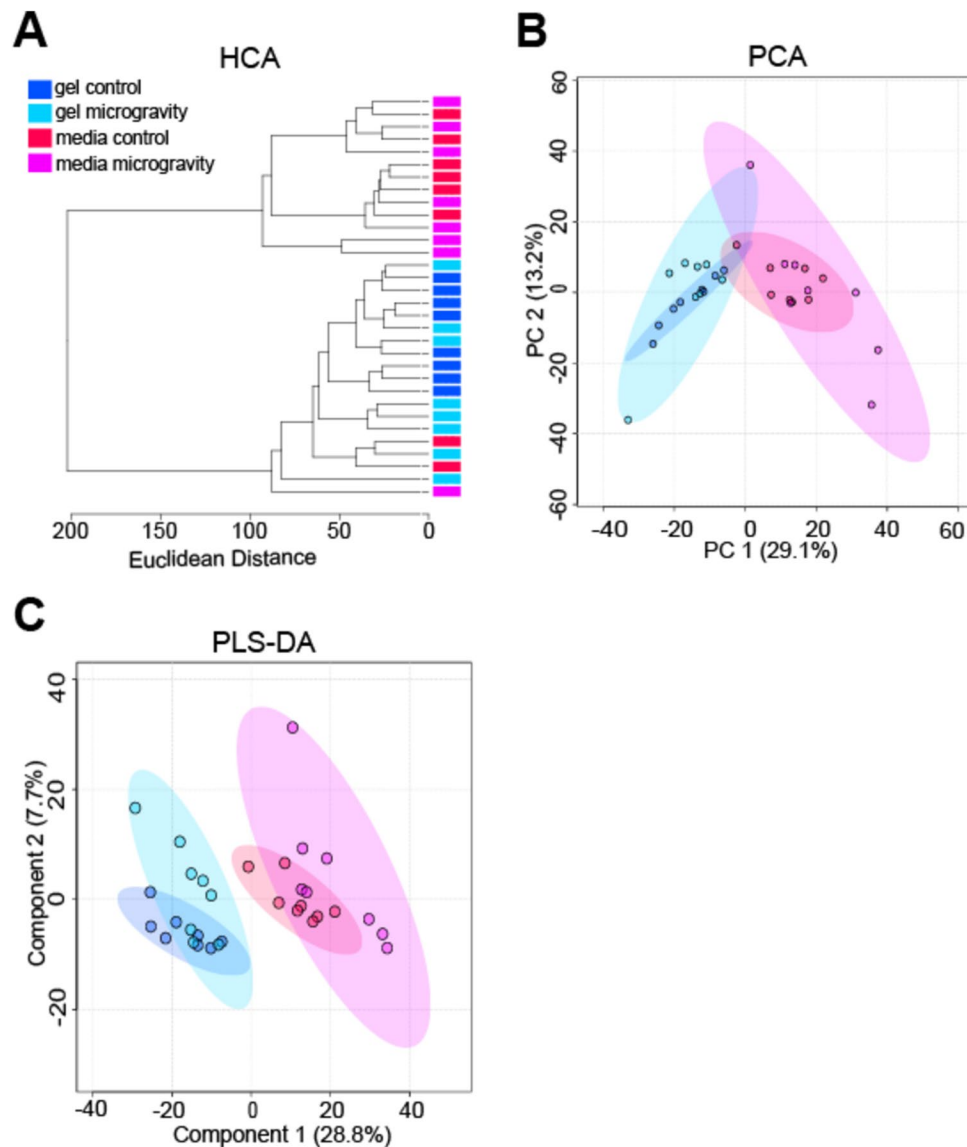 A
HCA
gel control
gel microgravity
media control
media microgravity
200 150 100 50 0
Euclidean Distance
B
PCA
60
40
20
0
-20
-40
-60
PC 2 (13.2%)
-40 -20 0 20 40 60
PC 1 (29.1%)
C
PLS-DA
40
20
0
-20
Component 2 (7.7%)
-40 -20 0 20 40
Component 1 (28.8%)